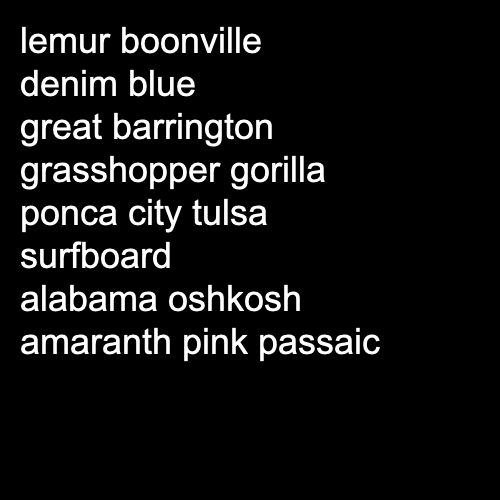 lemur boonville
denim blue
great barrington
grasshopper gorilla
ponca city tulsa
surfboard
alabama oshkosh
amaranth pink passaic